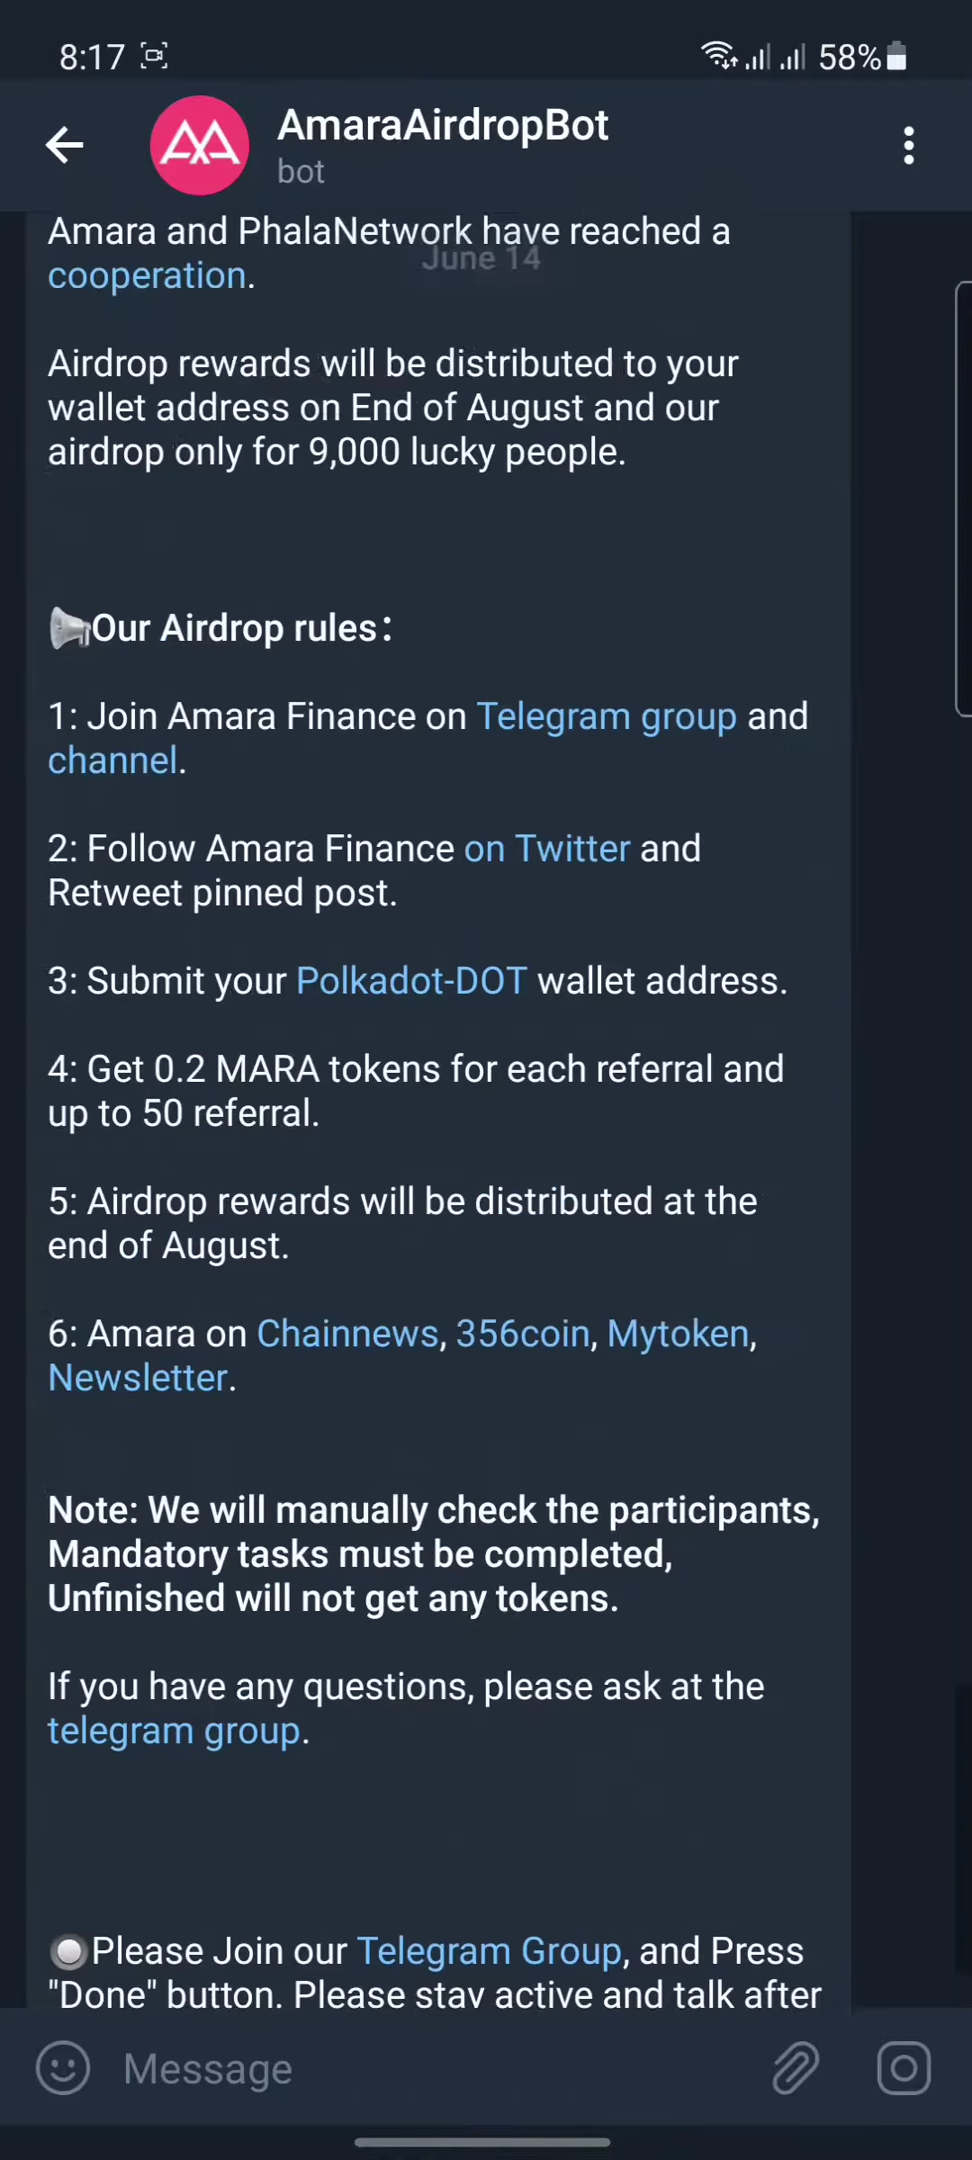 8:17
58%
AmaraAirdropBot
bot
Amara and PhalaNetwork have reached a
June 14
cooperation.
Airdrop rewards will be distributed to your
wallet address on End of August and our
airdrop only for 9,000 lucky people.
Our Airdrop rules：
1: Join Amara Finance on Telegram group and
channel.
2: Follow Amara Finance on Twitter and
Retweet pinned post.
3: Submit your Polkadot-DOT wallet address.
4: Get 0.2 MARA tokens for each referral and
up to 50 referral.
5: Airdrop rewards will be distributed at the
end of August.
6: Amara on Chainnews, 356coin, Mytoken,
Newsletter.
Note: We will manually check the participants,
Mandatory tasks must be completed,
Unfinished will not get any tokens.
If you have any questions, please ask at the
telegram group.
Please Join our Telegram Group, and Press
"Done" button. Please stay active and talk after
Message